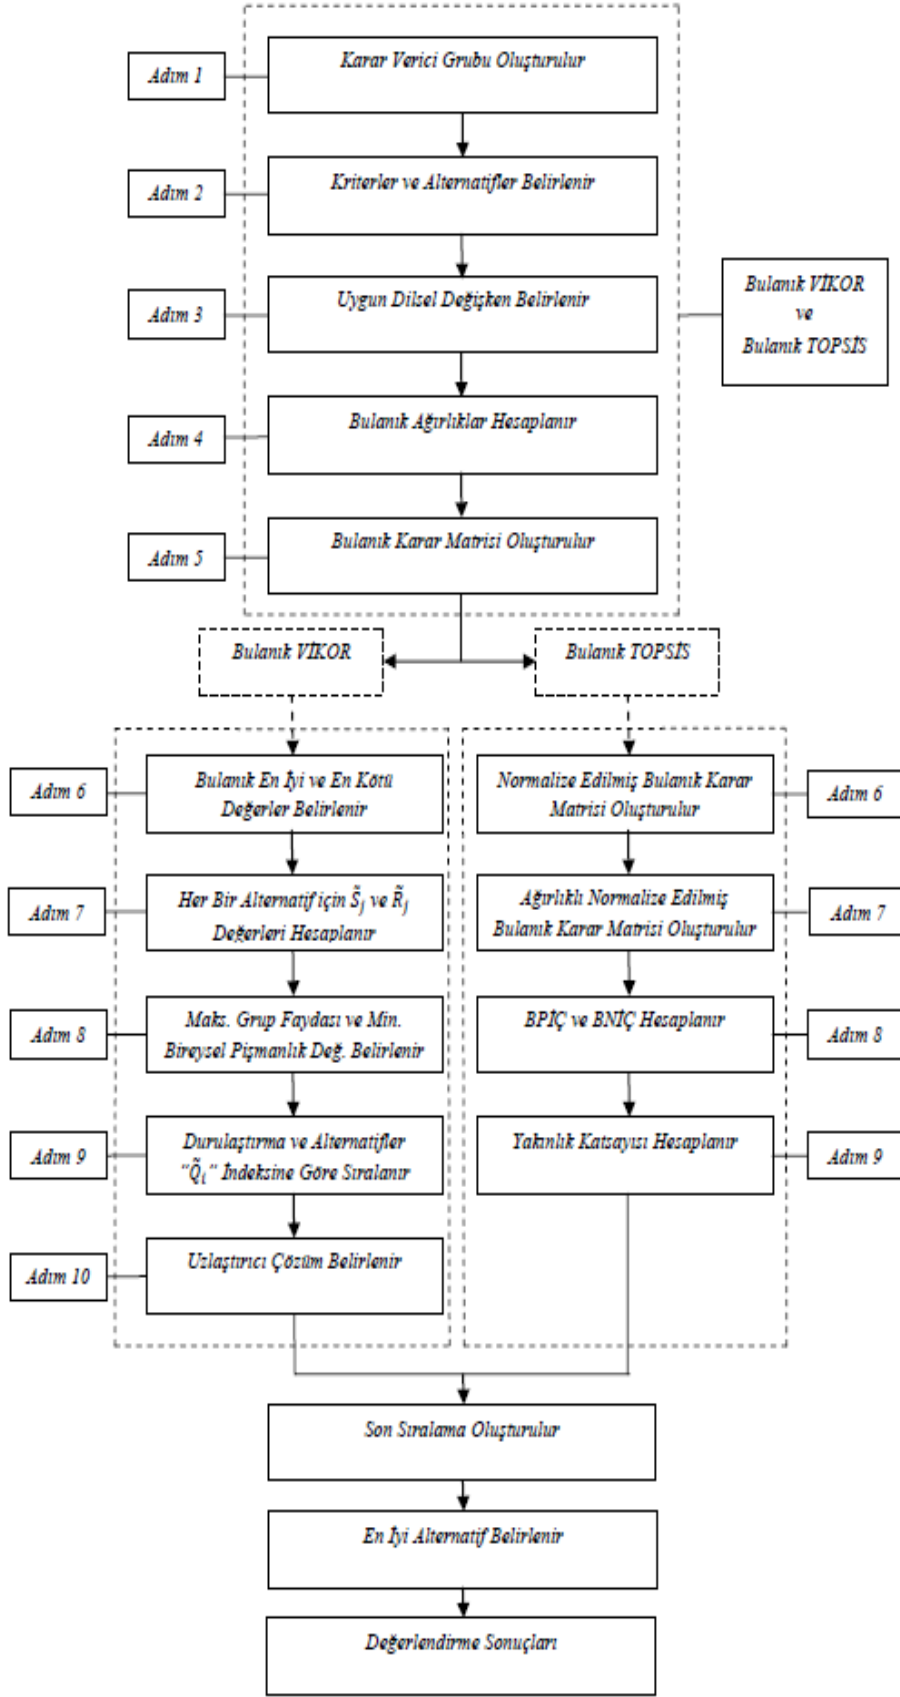 Adım 1
Karar Verici Grubu Oluşturulur
Adım 2
Kriterler ve Alternatifler Belirlenir
Adım 3
Uygun Dilsel Değişken Belirlenir
Bulanık VİKOR
ve
Bulanık TOPSİS
Adım 4
Bulanık Ağırlıklar Hesaplanır
Adım 5
Bulanık Karar Matrisi Oluşturulur
Bulanık VİKOR
Bulanık TOPSİS
Adım 6
Bulanık En İyi ve En Kötü
Değerler Belirlenir
Normalize Edilmiş Bulanık Karar
Matrisi Oluşturulur
Adım 6
Adım 7
Her Bir Alternatif için S̃ⱼ ve R̃ⱼ
Değerleri Hesaplanır
Ağırlıklı Normalize Edilmiş
Bulanık Karar Matrisi Oluşturulur
Adım 7
Adım 8
Maks. Grup Faydası ve Min.
Bireysel Pişmanlık Değ. Belirlenir
BPİÇ ve BNİÇ Hesaplanır
Adım 8
Adım 9
Durulaştırma ve Alternatifler
"Q̃ᵢ" İndeksine Göre Sıralanır
Yakınlık Katsayısı Hesaplanır
Adım 9
Adım 10
Uzlaştırıcı Çözüm Belirlenir
Son Sıralama Oluşturulur
En İyi Alternatif Belirlenir
Değerlendirme Sonuçları